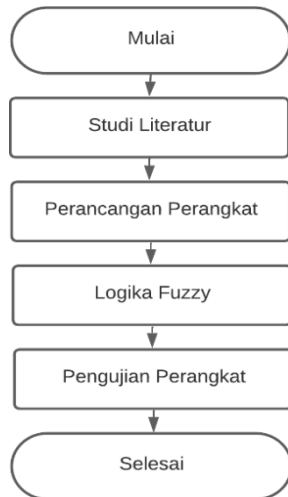 Mulai
Studi Literatur
Perancangan Perangkat
Logika Fuzzy
Pengujian Perangkat
Selesai